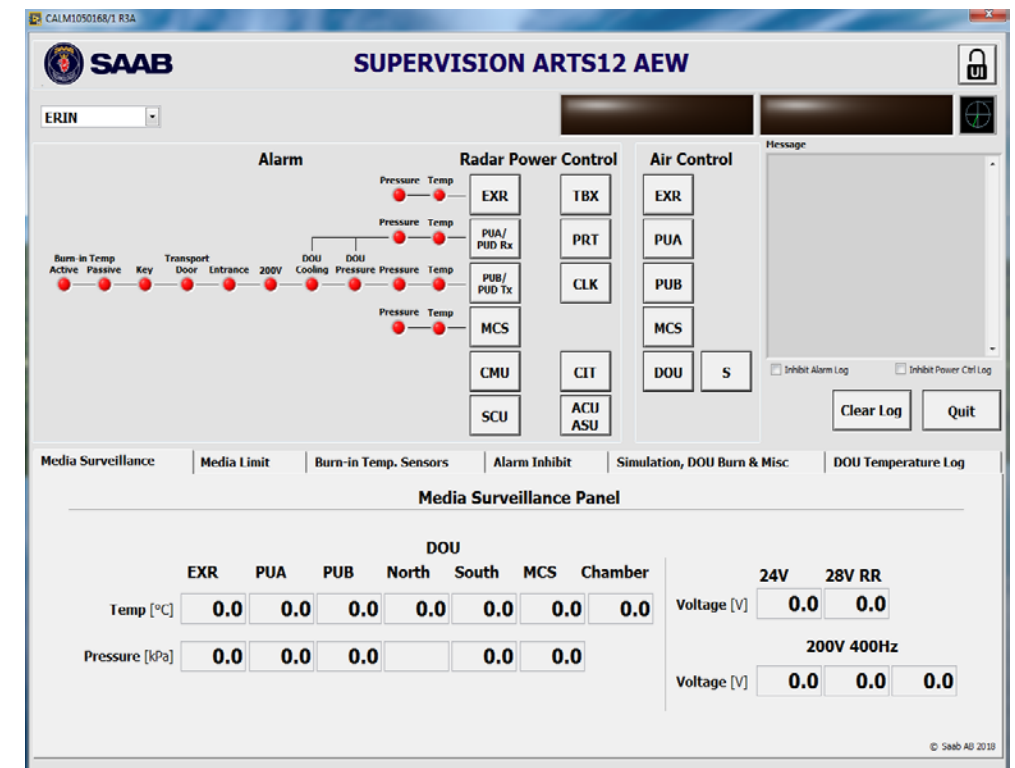 CALM1050168/1 R3A
SAAB
SUPERVISION ARTS12 AEW
UI
ERIN
Message
Alarm
Radar Power Control
Air Control
Pressure Temp
EXR
TBX
EXR
Pressure Temp
PUA/
PUD Rx
PRT
PUA
Burn-in Temp
Active Passive
Key
Transport
Door
Entrance
200V
DOU
Cooling
DOU
Pressure
Pressure Temp
PUB/
PUD Tx
CLK
PUB
Pressure Temp
MCS
MCS
CMU
CIT
DOU
S
SCU
ACU
ASU
Inhibit Alarm Log
Inhibit Power Ctrl Log
Clear Log
Quit
Media Surveillance
Media Limit
Burn-in Temp. Sensors
Alarm Inhibit
Simulation, DOU Burn & Misc
DOU Temperature Log
Media Surveillance Panel
DOU
EXR PUA PUB North South MCS Chamber
Temp [°C] 0.0 0.0 0.0 0.0 0.0 0.0 0.0
Pressure [kPa] 0.0 0.0 0.0 0.0 0.0
24V 28V RR
Voltage [V] 0.0 0.0
200V 400Hz
Voltage [V] 0.0 0.0 0.0
© Saab AB 2018